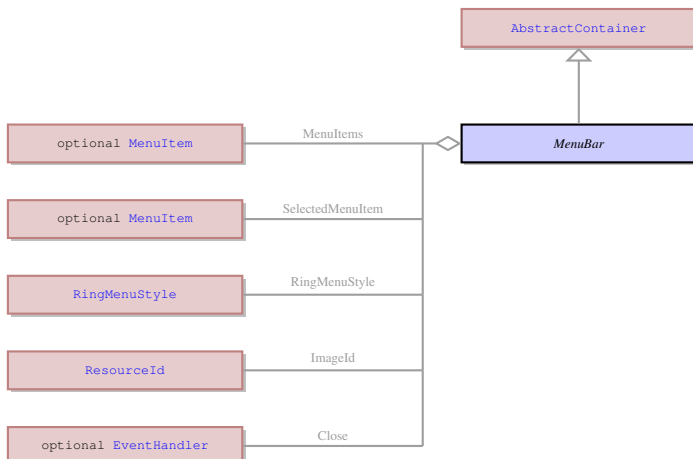 AbstractContainer
optional MenuItem
MenuItems
MenuBar
optional MenuItem
SelectedMenuItem
RingMenuStyle
RingMenuStyle
ResourceId
ImageId
optional EventHandler
Close